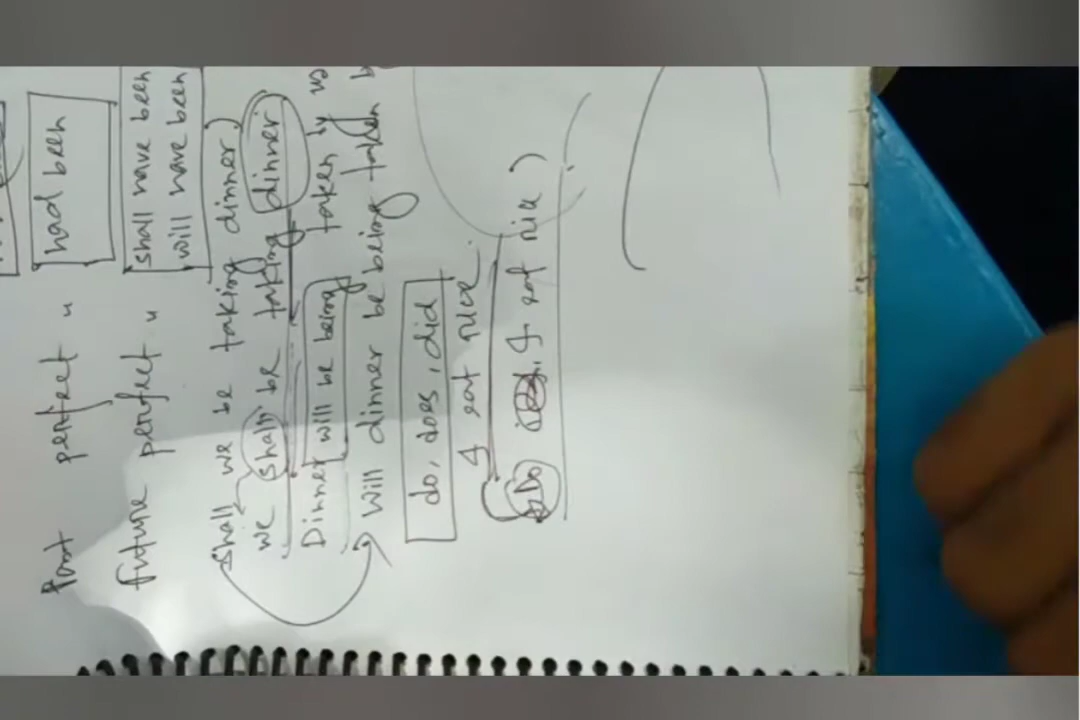 Past perfect " had been
future perfect " shall have been
will have been
Shall we be taking dinner)
we shall be taking dinner
Dinner will be being taken by us
Will dinner be being taken b
do, does, did
I eat rice.
Do I eat rice)